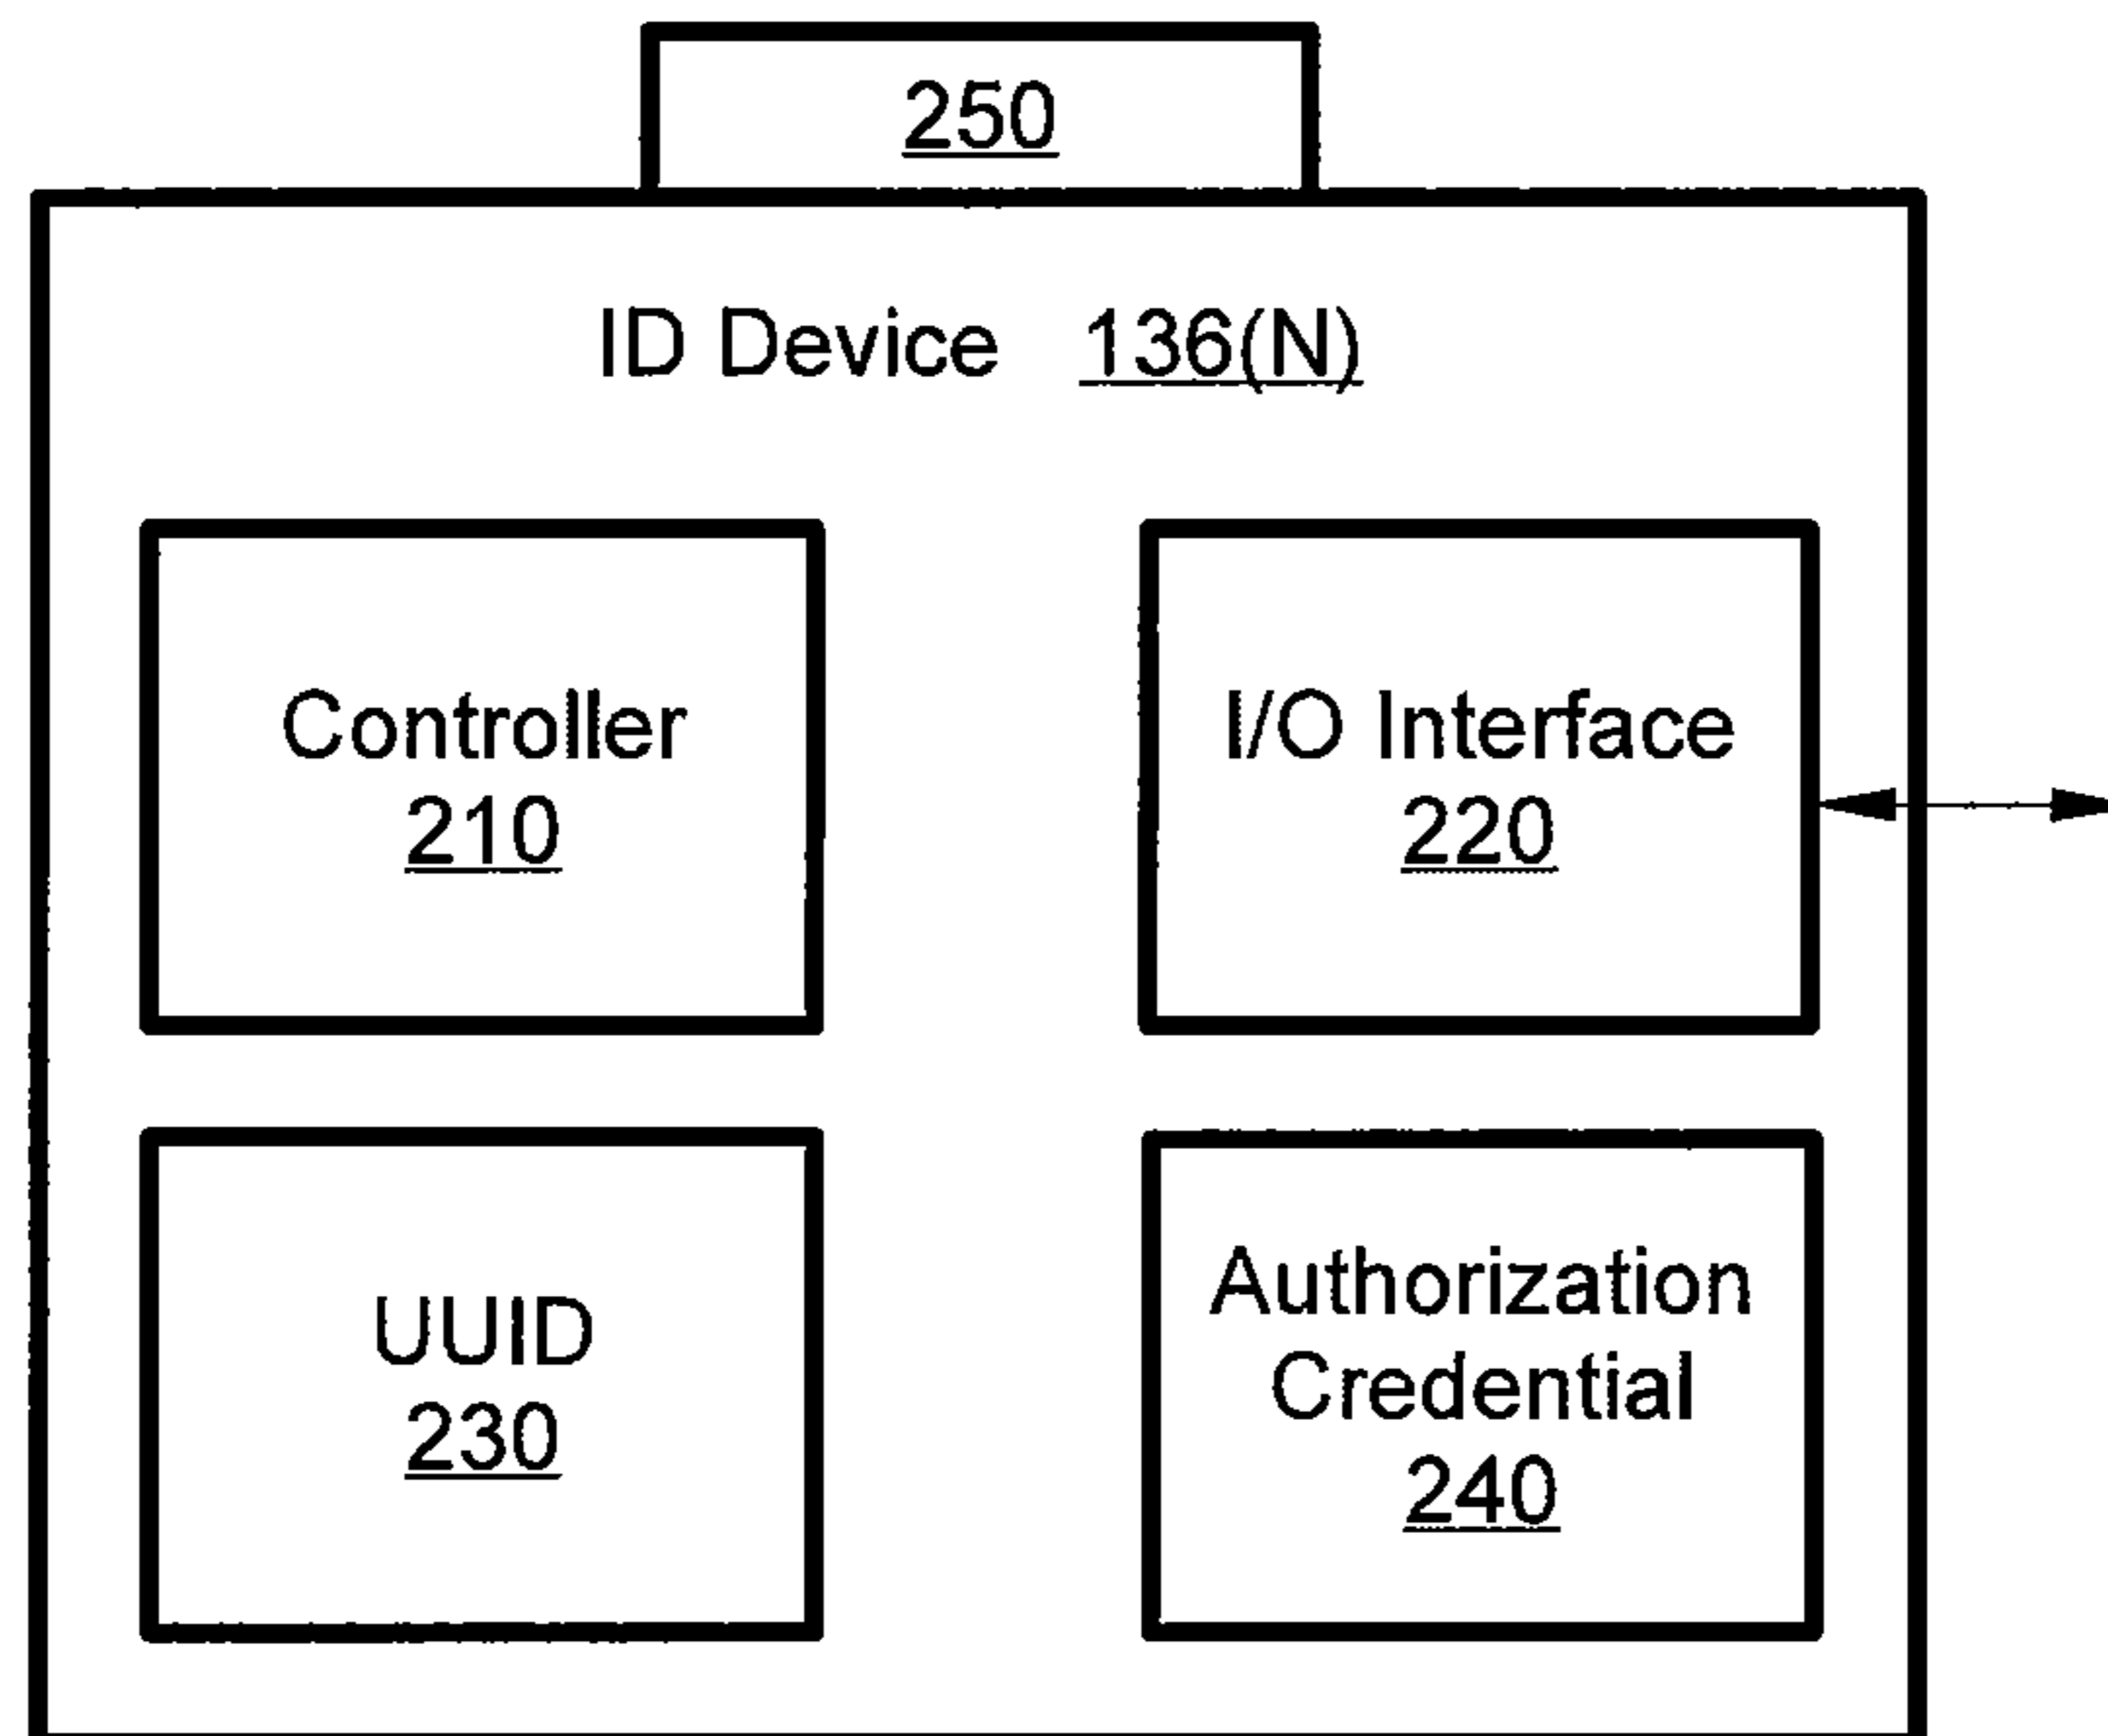 250
ID Device 136(N)
Controller
210
I/O Interface
220
UUID
230
Authorization
Credential
240